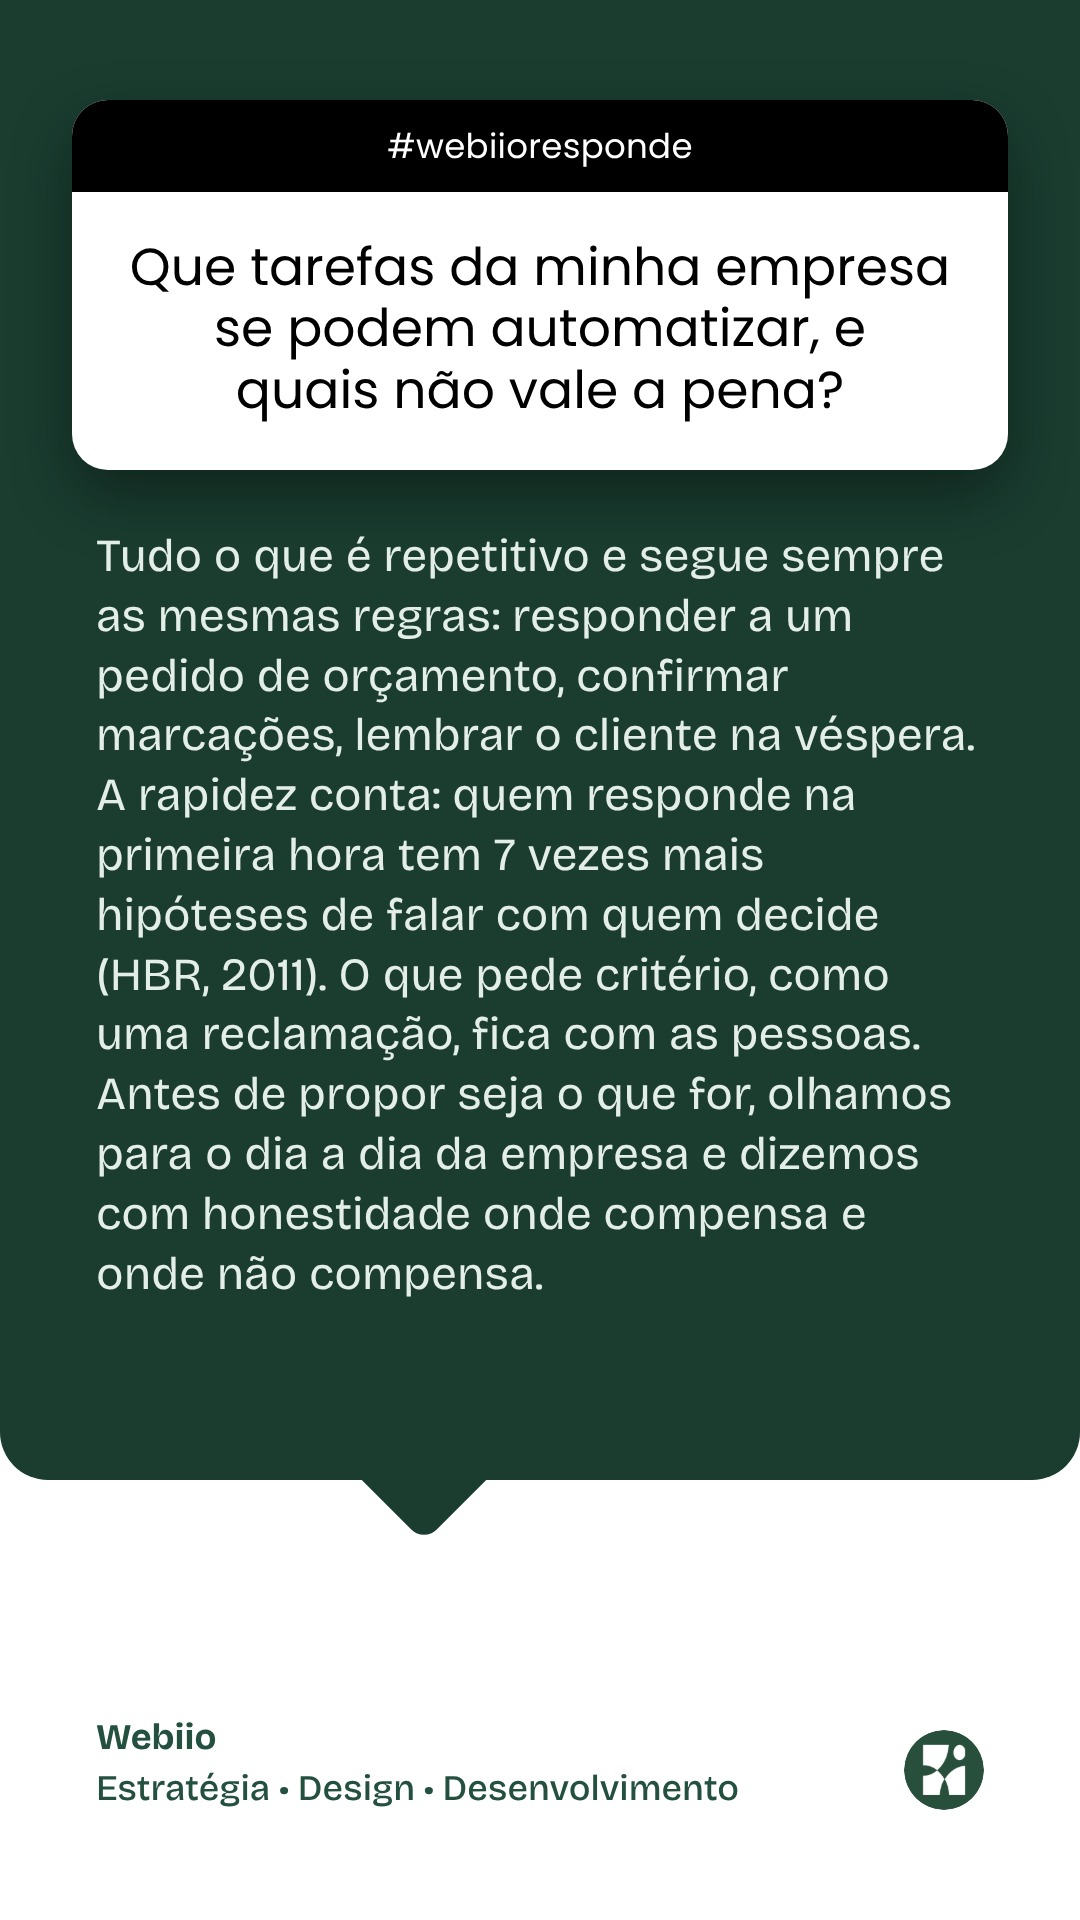 #webiioresponde
Que tarefas da minha empresa
se podem automatizar, e
quais não vale a pena?
Tudo o que é repetitivo e segue sempre
as mesmas regras: responder a um
pedido de orçamento, confirmar
marcações, lembrar o cliente na véspera.
A rapidez conta: quem responde na
primeira hora tem 7 vezes mais
hipóteses de falar com quem decide
(HBR, 2011). O que pede critério, como
uma reclamação, fica com as pessoas.
Antes de propor seja o que for, olhamos
para o dia a dia da empresa e dizemos
com honestidade onde compensa e
onde não compensa.
Webiio
Estratégia • Design • Desenvolvimento